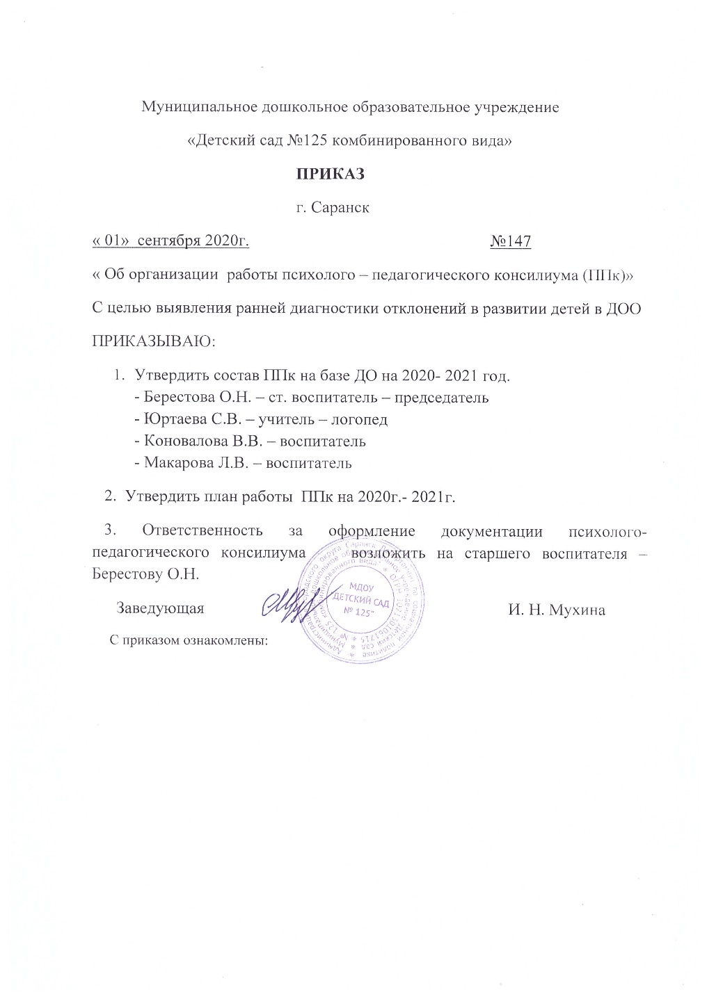 Муниципальное дошкольное образовательное учреждение
«Детский сад №125 комбинированного вида»
ПРИКАЗ
г. Саранск
« 01»  сентября 2020г. №147
« Об организации  работы психолого – педагогического консилиума (ППк)»
С целью выявления ранней диагностики отклонений в развитии детей в ДОО
ПРИКАЗЫВАЮ:
1. Утвердить состав ППк на базе ДО на 2020- 2021 год.
- Берестова О.Н. – ст. воспитатель – председатель
- Юртаева С.В. – учитель – логопед
- Коновалова В.В. – воспитатель
- Макарова Л.В. – воспитатель
2. Утвердить план работы  ППк на 2020г.- 2021г.
3. Ответственность за оформление документации психолого-
педагогического консилиума возложить на старшего воспитателя –
Берестову О.Н.
Заведующая И. Н. Мухина
МДОУ
"ДЕТСКИЙ САД
№ 125"
С приказом ознакомлены: